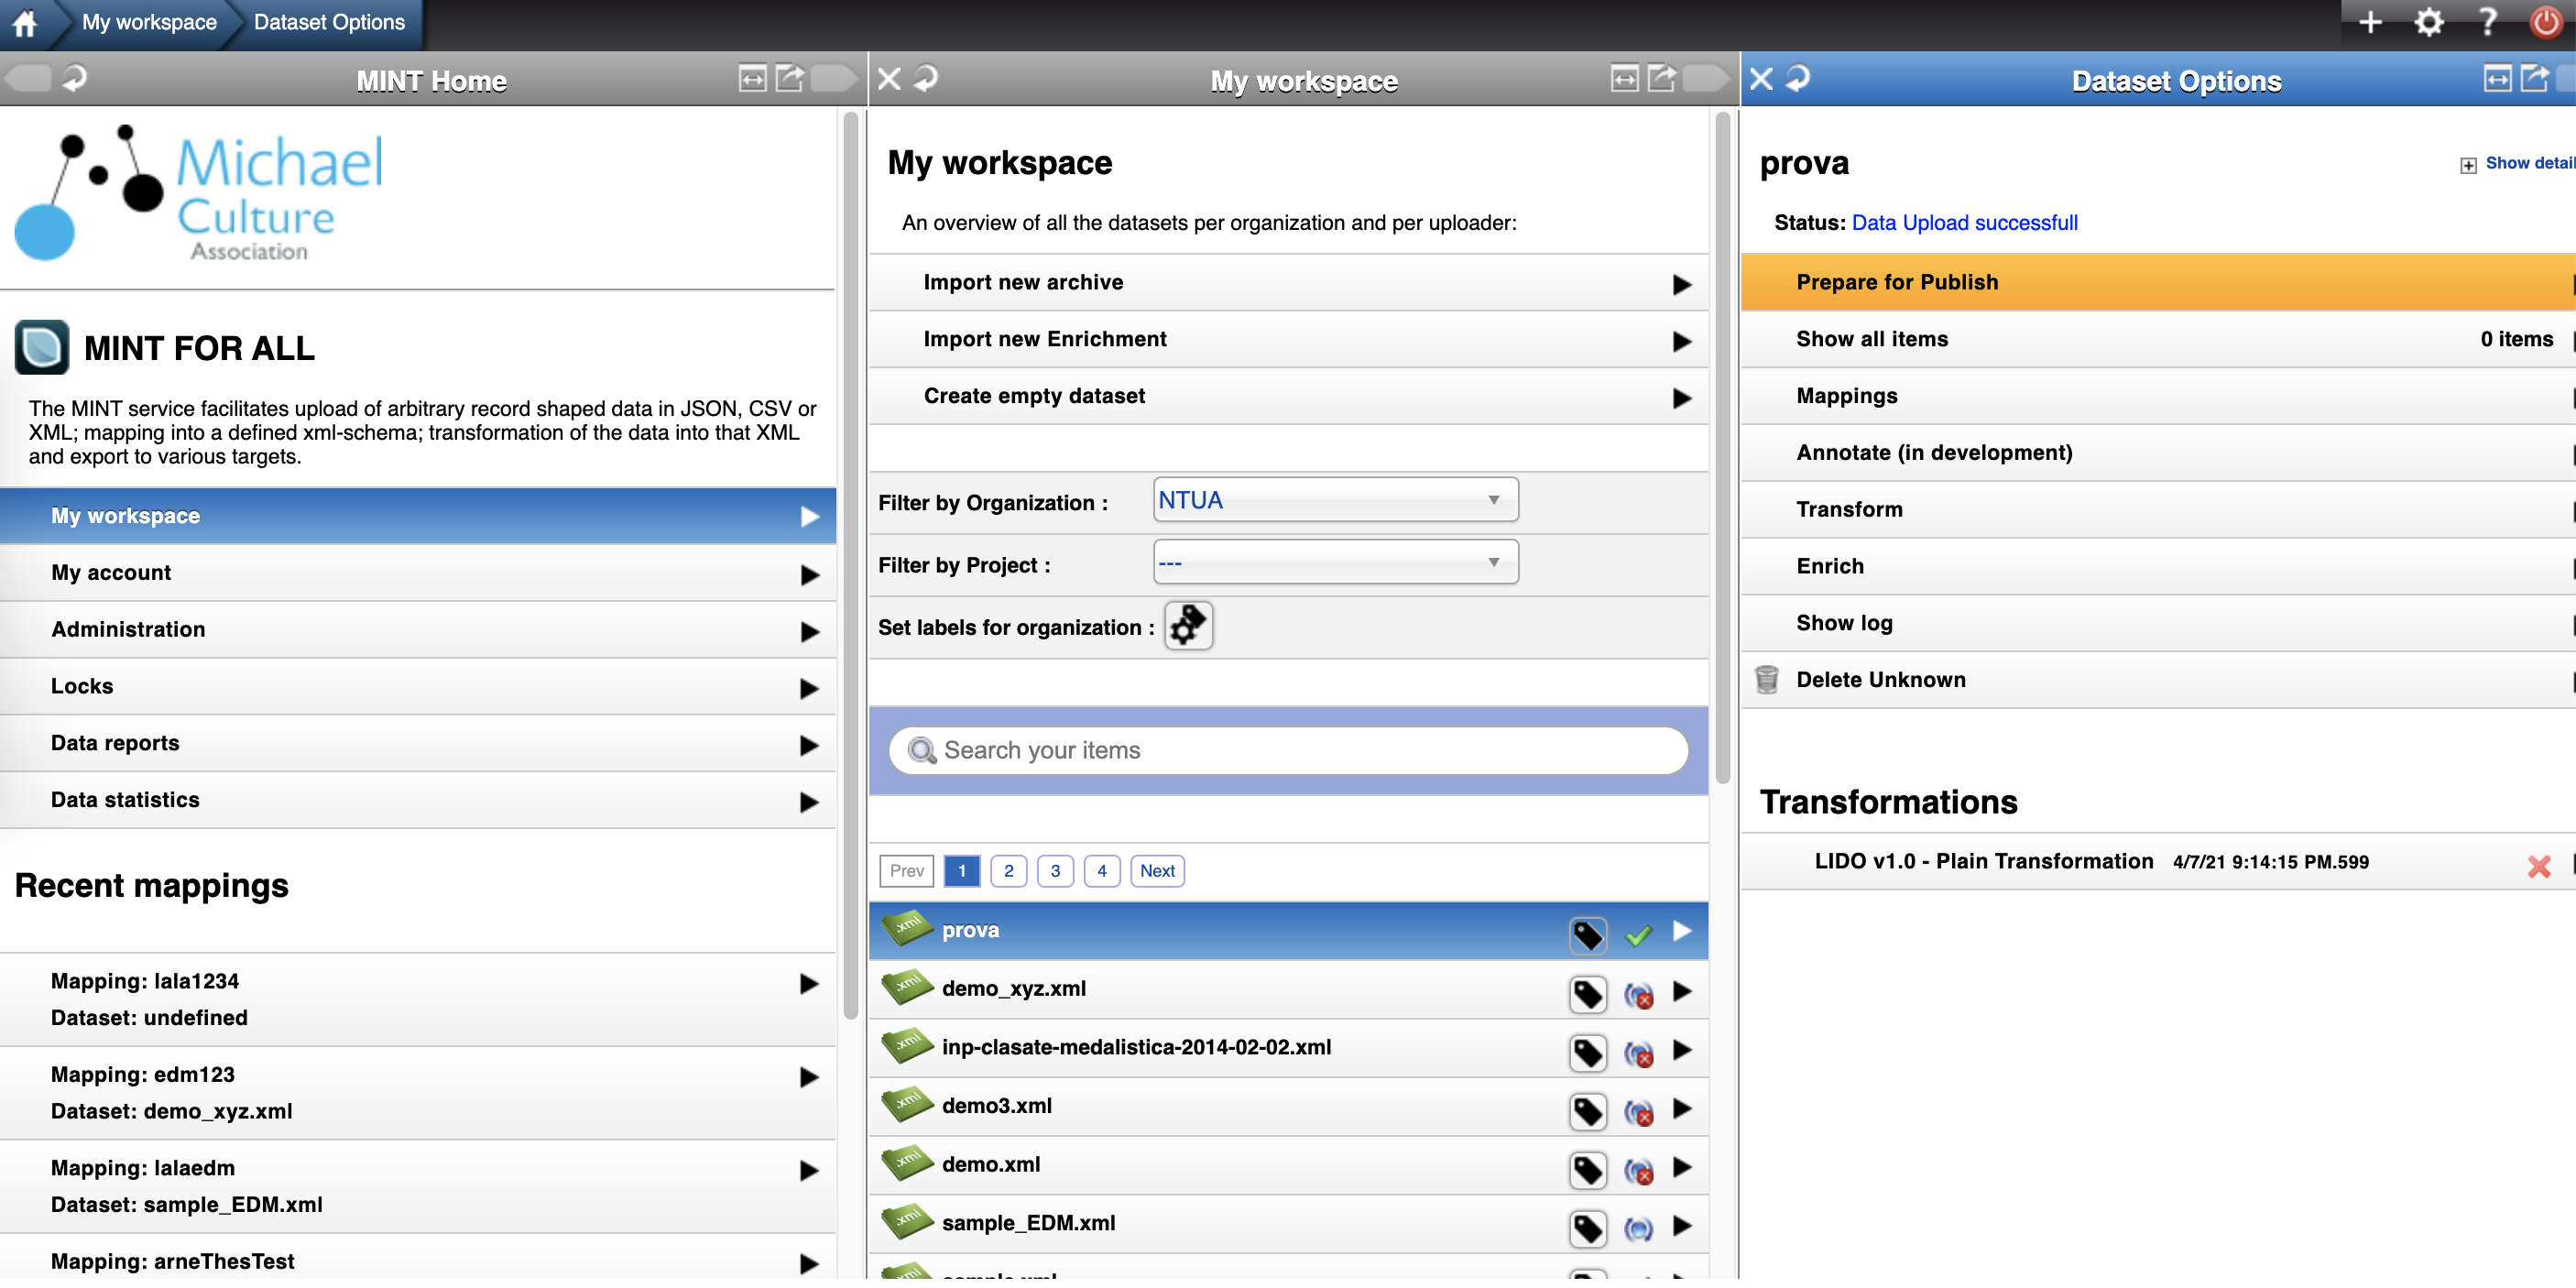 My workspace
Dataset Options
MINT Home
Michael
Culture
Association
MINT FOR ALL
The MINT service facilitates upload of arbitrary record shaped data in JSON, CSV or
XML; mapping into a defined xml-schema; transformation of the data into that XML
and export to various targets.
My workspace
My account
Administration
Locks
Data reports
Data statistics
Recent mappings
Mapping: lala1234
Dataset: undefined
Mapping: edm123
Dataset: demo_xyz.xml
Mapping: lalaedm
Dataset: sample_EDM.xml
Mapping: arneThesTest
My workspace
My workspace
An overview of all the datasets per organization and per uploader:
Import new archive
Import new Enrichment
Create empty dataset
Filter by Organization : NTUA
Filter by Project : ---
Set labels for organization :
Search your items
Prev 1 2 3 4 Next
.xml prova
.xml demo_xyz.xml
.xml inp-clasate-medalistica-2014-02-02.xml
.xml demo3.xml
.xml demo.xml
.xml sample_EDM.xml
Dataset Options
prova
Show detail
Status: Data Upload successfull
Prepare for Publish
Show all items 0 items
Mappings
Annotate (in development)
Transform
Enrich
Show log
Delete Unknown
Transformations
LIDO v1.0 - Plain Transformation 4/7/21 9:14:15 PM.599